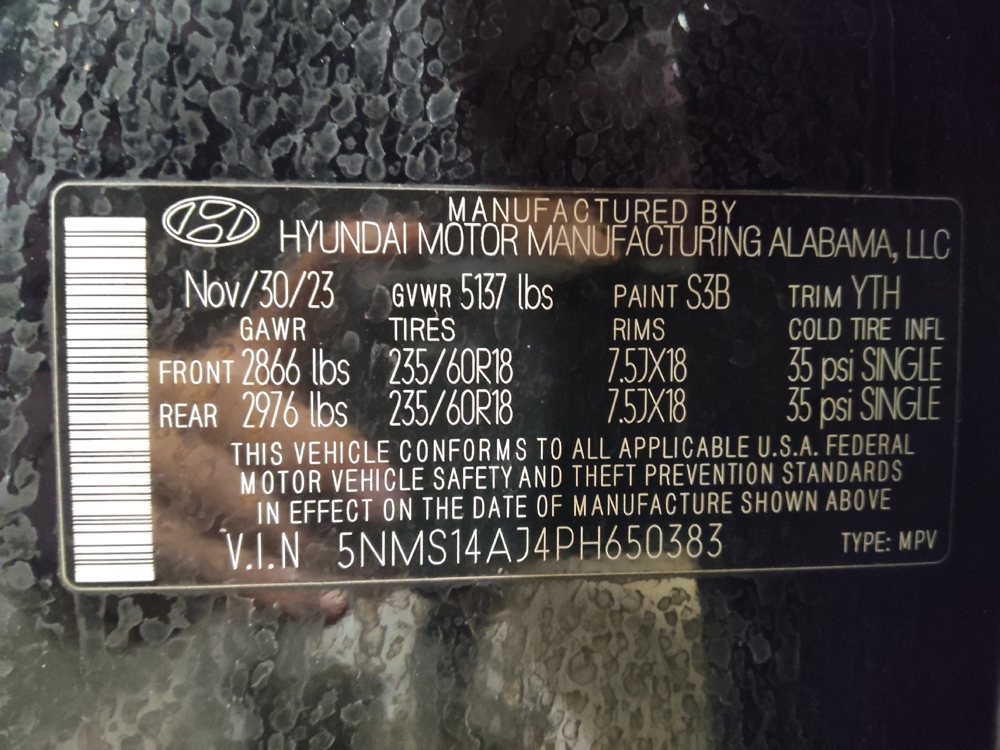 MANUFACTURED BY
HYUNDAI MOTOR MANUFACTURING ALABAMA, LLC
Nov/30/23 GVWR 5137 lbs PAINT S3B TRIM YTH
GAWR TIRES RIMS COLD TIRE INFL
FRONT 2866 lbs 235/60R18 7.5JX18 35 psi SINGLE
REAR 2976 lbs 235/60R18 7.5JX18 35 psi SINGLE
THIS VEHICLE CONFORMS TO ALL APPLICABLE U.S.A. FEDERAL
MOTOR VEHICLE SAFETY AND THEFT PREVENTION STANDARDS
IN EFFECT ON THE DATE OF MANUFACTURE SHOWN ABOVE
V.I.N 5NMS14AJ4PH650383 TYPE: MPV